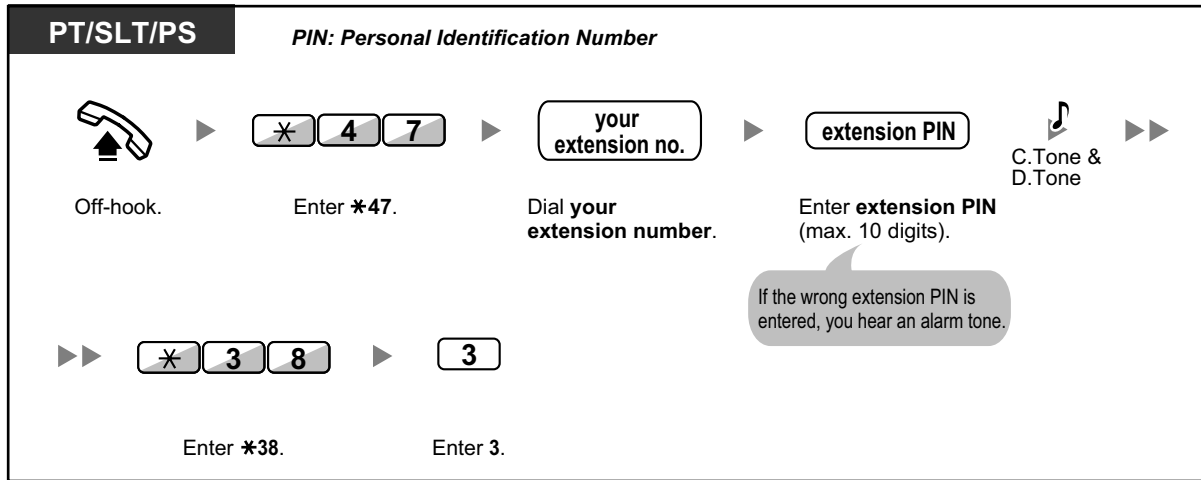 PT/SLT/PS
PIN: Personal Identification Number
* 4 7
your
extension no.
extension PIN
C.Tone &
D.Tone
Off-hook.
Enter *47.
Dial your
extension number.
Enter extension PIN
(max. 10 digits).
If the wrong extension PIN is
entered, you hear an alarm tone.
* 3 8
3
Enter *38.
Enter 3.